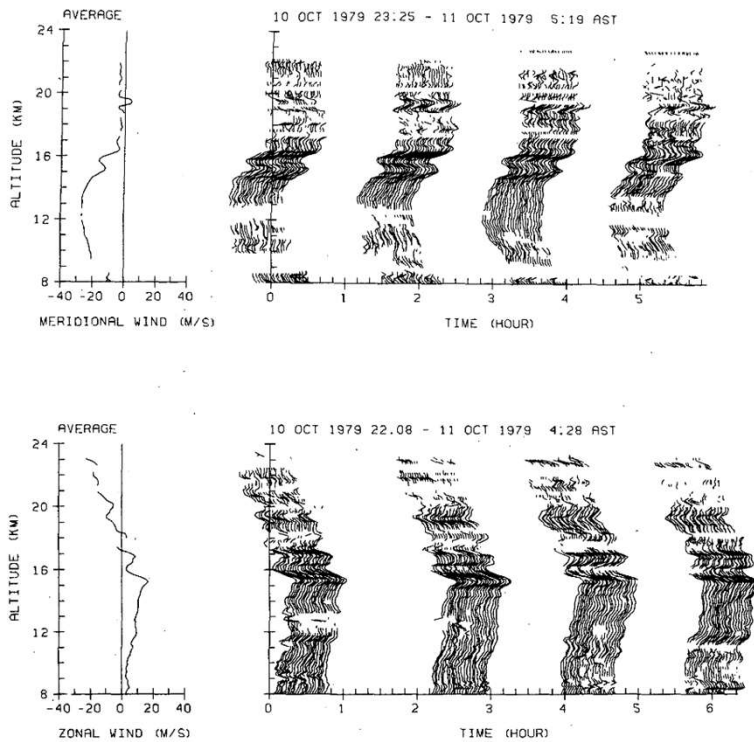 AVERAGE
10 OCT 1979 23.25 - 11 OCT 1979 5:19 AST
24
20
16
12
8
ALTITUDE (KM)
-40 -20 0 20 40
0 1 2 3 4 5
MERIDIONAL WIND (M/S)
TIME (HOUR)
AVERAGE
10 OCT 1979 22.08 - 11 OCT 1979 4:28 AST
24
20
16
12
8
ALTITUDE (KM)
-40 -20 0 20 40
0 1 2 3 4 5 6
ZONAL WIND (M/S)
TIME (HOUR)